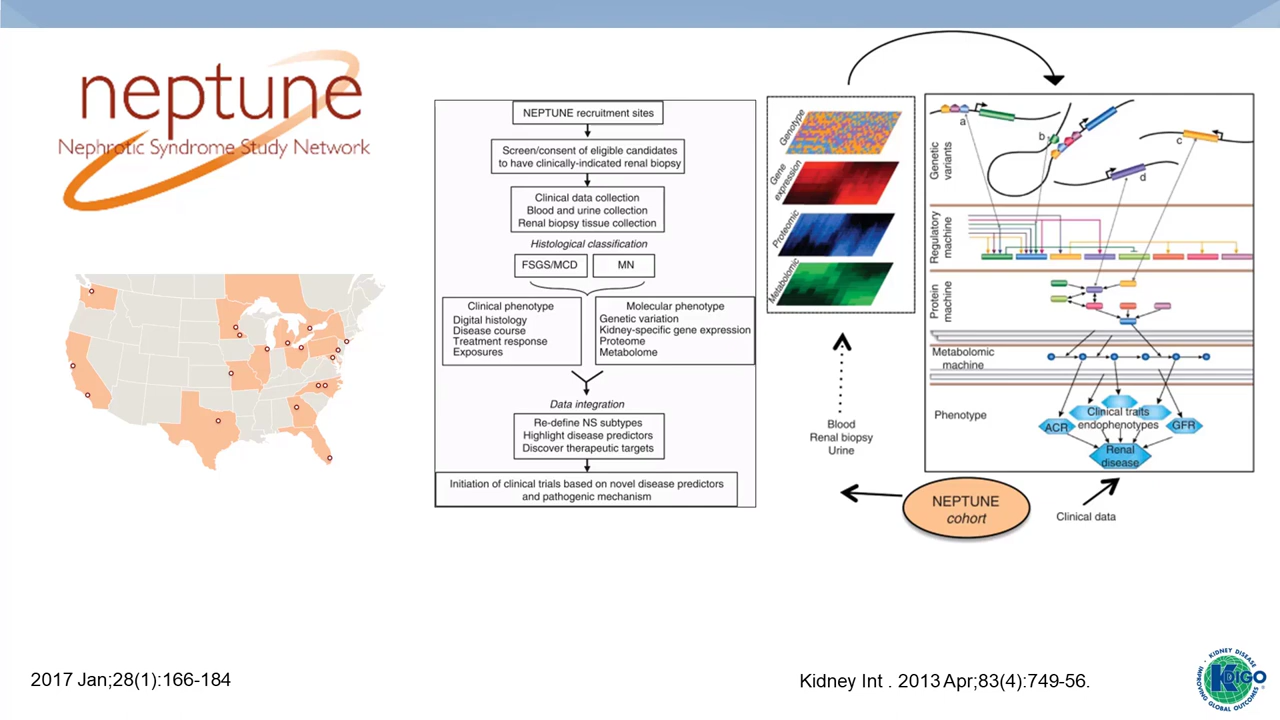 neptune
Nephrotic Syndrome Study Network
NEPTUNE recruitment sites
Screen/consent of eligible candidates
to have clinically-indicated renal biopsy
Clinical data collection
Blood and urine collection
Renal biopsy tissue collection
Histological classification
FSGS/MCD
MN
Clinical phenotype
Digital histology
Disease course
Treatment response
Exposures
Molecular phenotype
Genetic variation
Kidney-specific gene expression
Proteome
Metabolome
Data integration
Re-define NS subtypes
Highlight disease predictors
Discover therapeutic targets
Initiation of clinical trials based on novel disease predictors
and pathogenic mechanism
Genotype
Gene
expression
Proteomic
Metabolomic
Blood
Renal biopsy
Urine
NEPTUNE
cohort
Clinical data
Genetic
variants
a
b
c
d
Regulatory
machine
Protein
machine
Metabolomic
machine
Phenotype
Clinical traits
endophenotypes
ACR
GFR
Renal
disease
2017 Jan;28(1):166-184
Kidney Int . 2013 Apr;83(4):749-56.
KIDNEY DISEASE
KDIGO
IMPROVING GLOBAL OUTCOMES